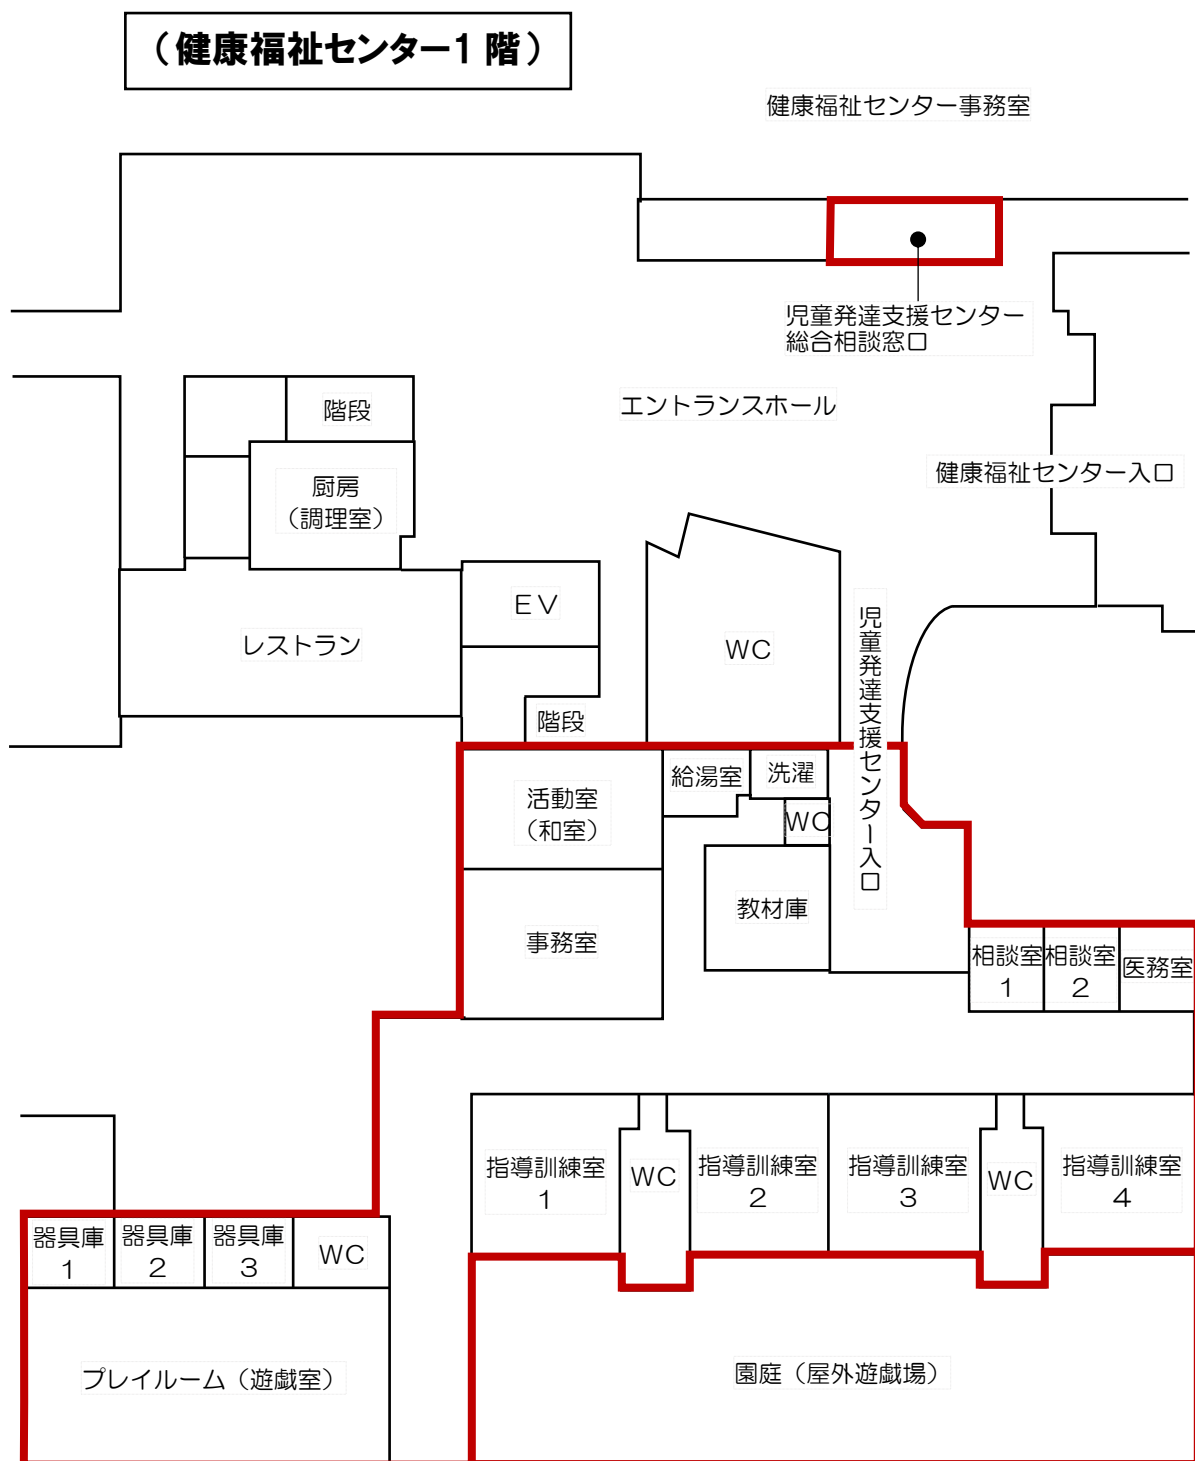 （健康福祉センター1 階）
健康福祉センター事務室
児童発達支援センター
総合相談窓口
エントランスホール
階段
厨房
（調理室）
健康福祉センター入口
ＥＶ
レストラン
WC
児童発達支援センター入口
階段
給湯室
洗濯
活動室
（和室）
WC
教材庫
事務室
相談室
1
相談室
2
医務室
指導訓練室
1
WC
指導訓練室
2
指導訓練室
3
WC
指導訓練室
4
器具庫
1
器具庫
2
器具庫
3
WC
プレイルーム（遊戯室）
園庭（屋外遊戯場）